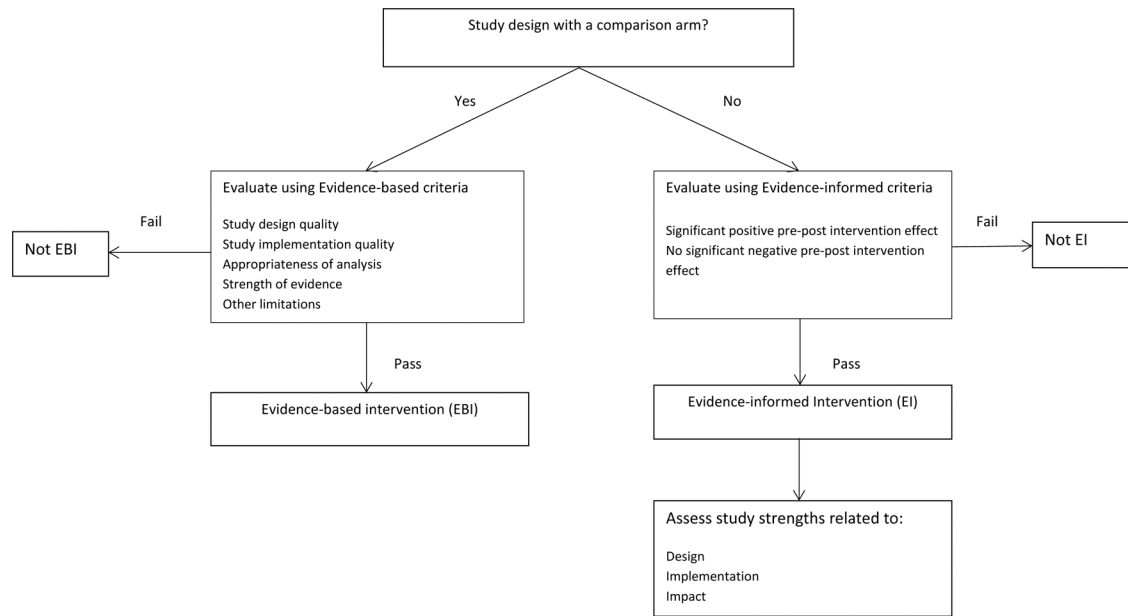 Study design with a comparison arm?
Yes
No
Evaluate using Evidence-based criteria
Study design quality
Study implementation quality
Appropriateness of analysis
Strength of evidence
Other limitations
Evaluate using Evidence-informed criteria
Significant positive pre-post intervention effect
No significant negative pre-post intervention
effect
Fail
Not EBI
Fail
Not EI
Pass
Pass
Evidence-based intervention (EBI)
Evidence-informed Intervention (EI)
Assess study strengths related to:
Design
Implementation
Impact